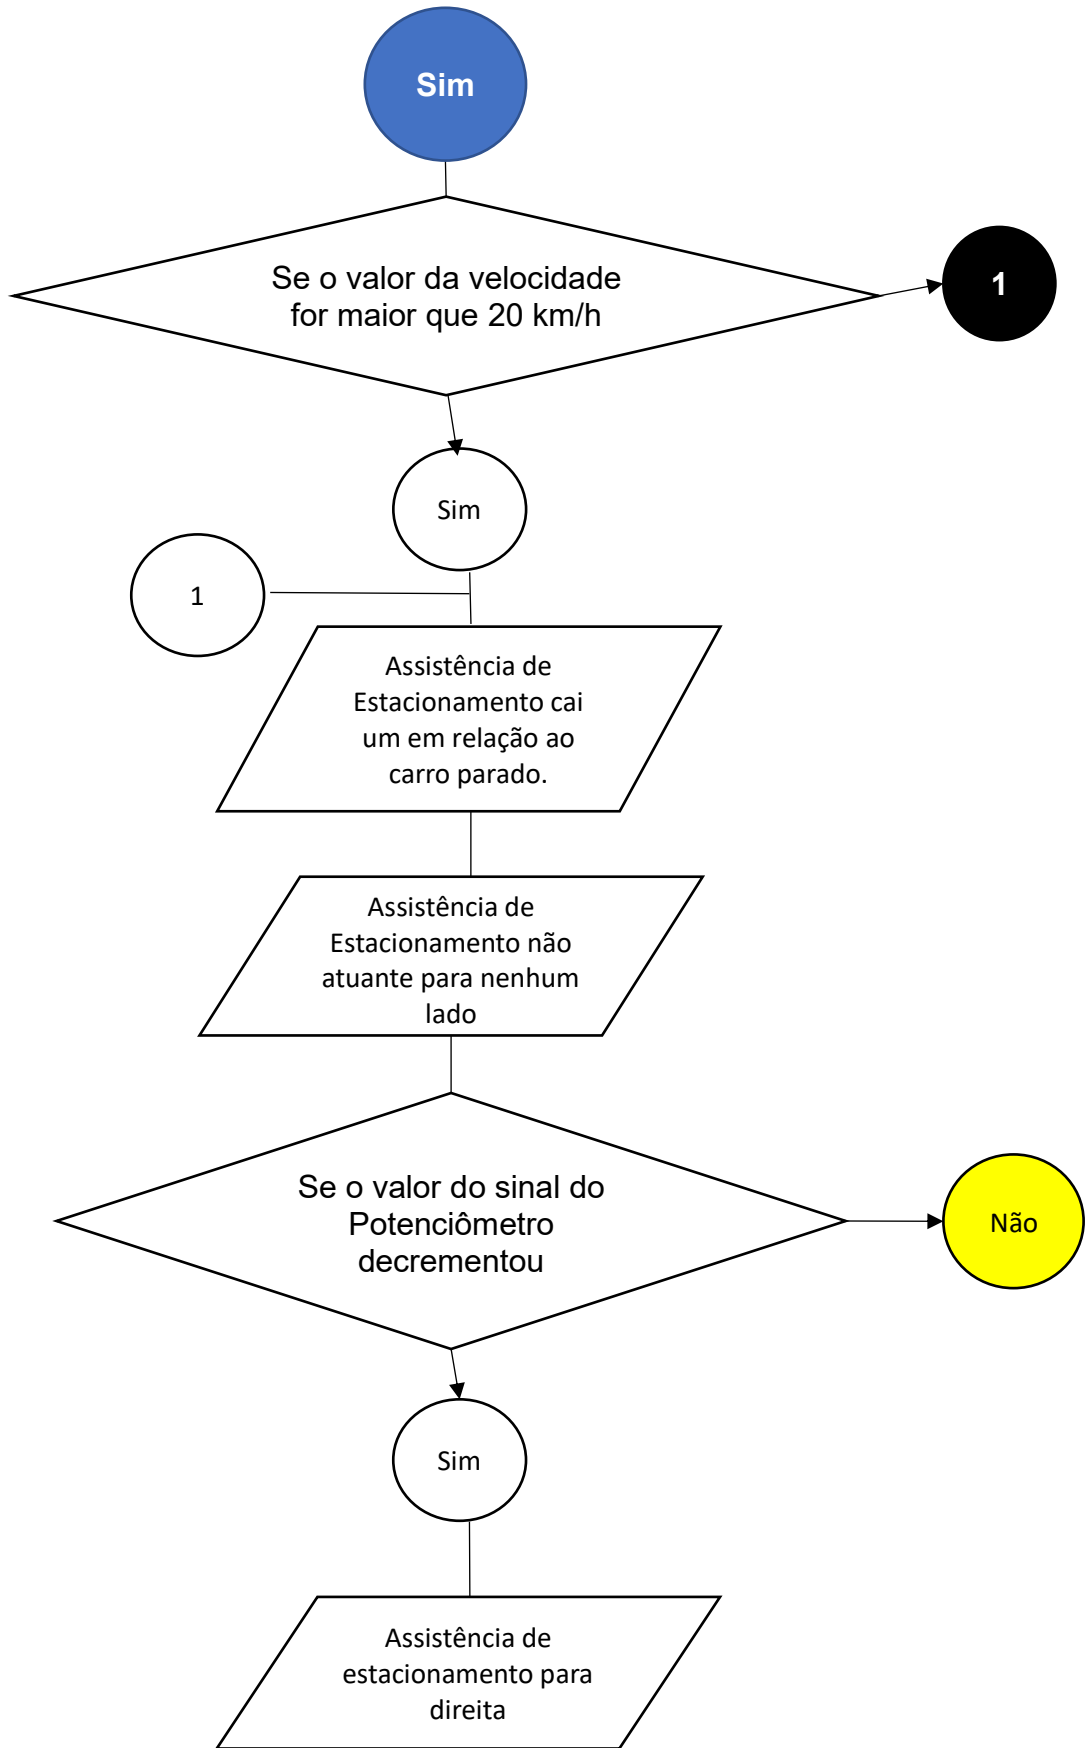 Sim
Se o valor da velocidade
for maior que 20 km/h
1
Sim
1
Assistência de
Estacionamento cai
um em relação ao
carro parado.
Assistência de
Estacionamento não
atuante para nenhum
lado
Se o valor do sinal do
Potenciômetro
decrementou
Não
Sim
Assistência de
estacionamento para
direita